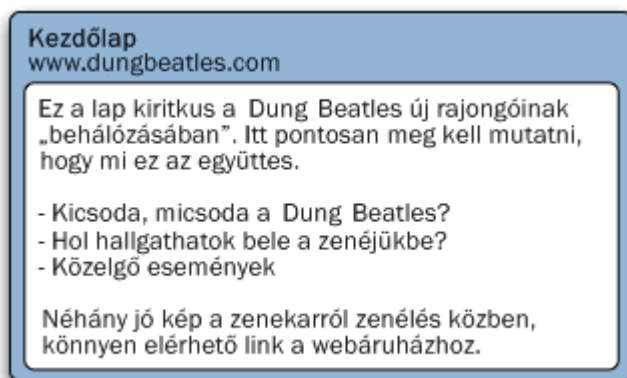 Kezdőlap
www.dungbeatles.com
Ez a lap kiritkus a Dung Beatles új rajongóinak
„behálózásában”. Itt pontosan meg kell mutatni,
hogy mi ez az együttes.
- Kicsoda, micsoda a Dung Beatles?
- Hol hallgathatok bele a zenéjükbe?
- Közelgő események
Néhány jó kép a zenekarról zenélés közben,
könnyen elérhető link a webáruházhoz.